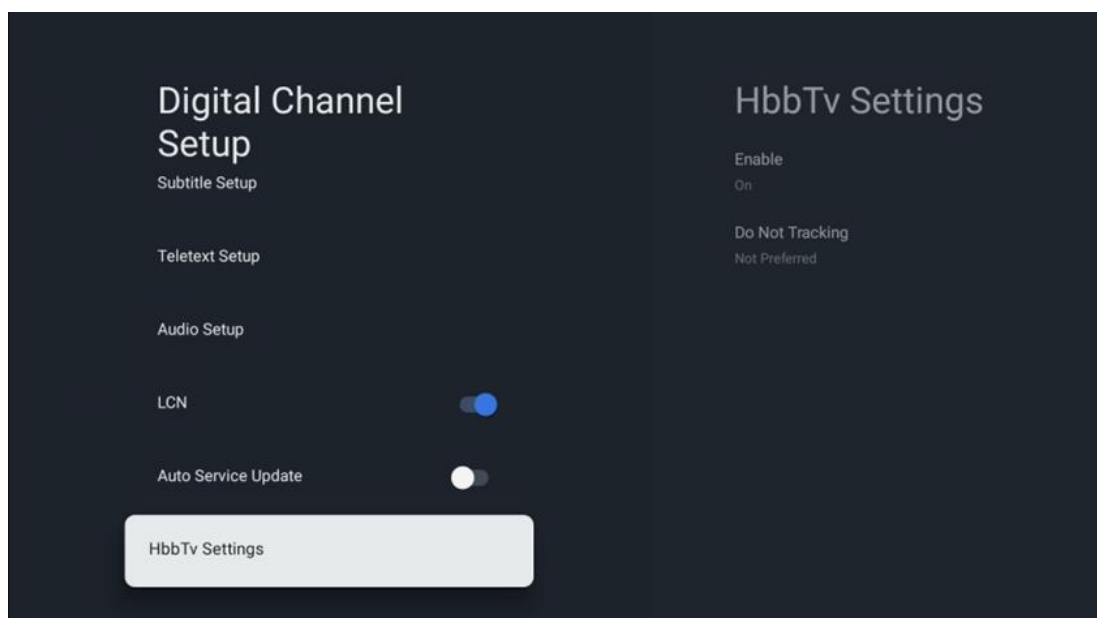 Digital Channel
Setup
Subtitle Setup
Teletext Setup
Audio Setup
LCN
Auto Service Update
HbbTv Settings
HbbTv Settings
Enable
On
Do Not Tracking
Not Preferred